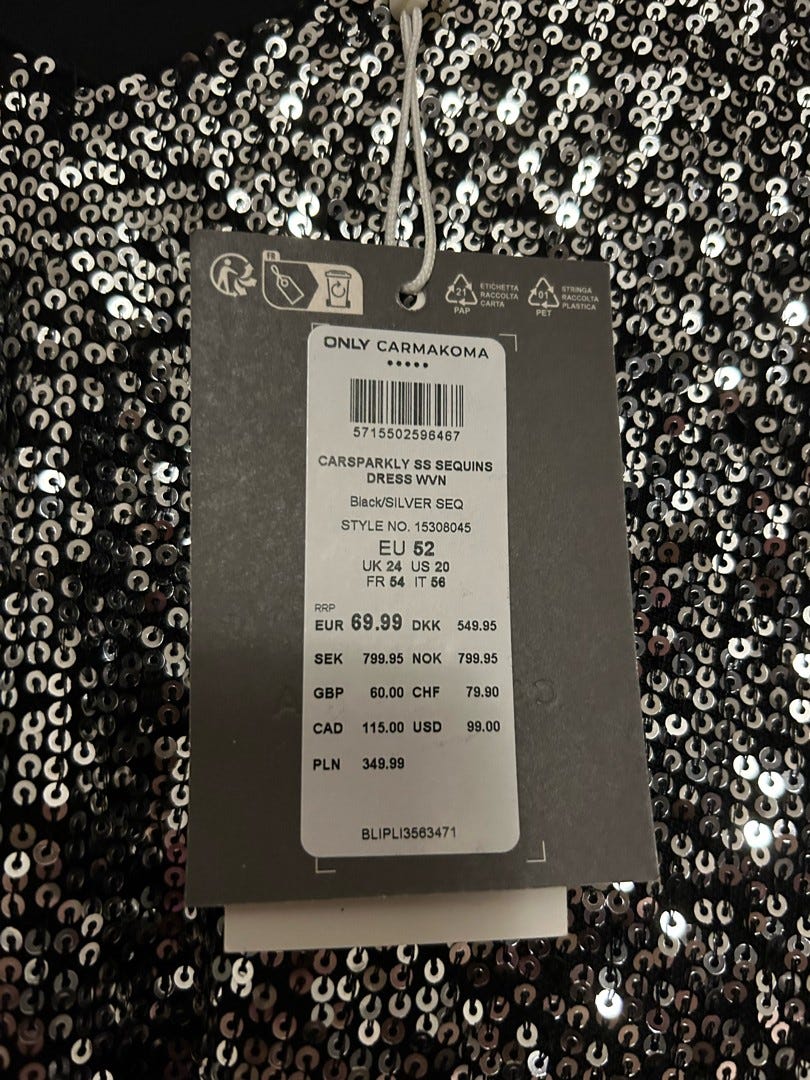 FR
21
PAP
ETICHETTA
RACCOLTA
CARTA
01
PET
STRINGA
RACCOLTA
PLASTICA
ONLY CARMAKOMA
5715502596467
CARSPARKLY SS SEQUINS
DRESS WVN
Black/SILVER SEQ
STYLE NO. 15308045
EU 52
UK 24 US 20
FR 54 IT 56
RRP
EUR 69.99 DKK 549.95
SEK 799.95 NOK 799.95
GBP 60.00 CHF 79.90
CAD 115.00 USD 99.00
PLN 349.99
BLIPLI3563471